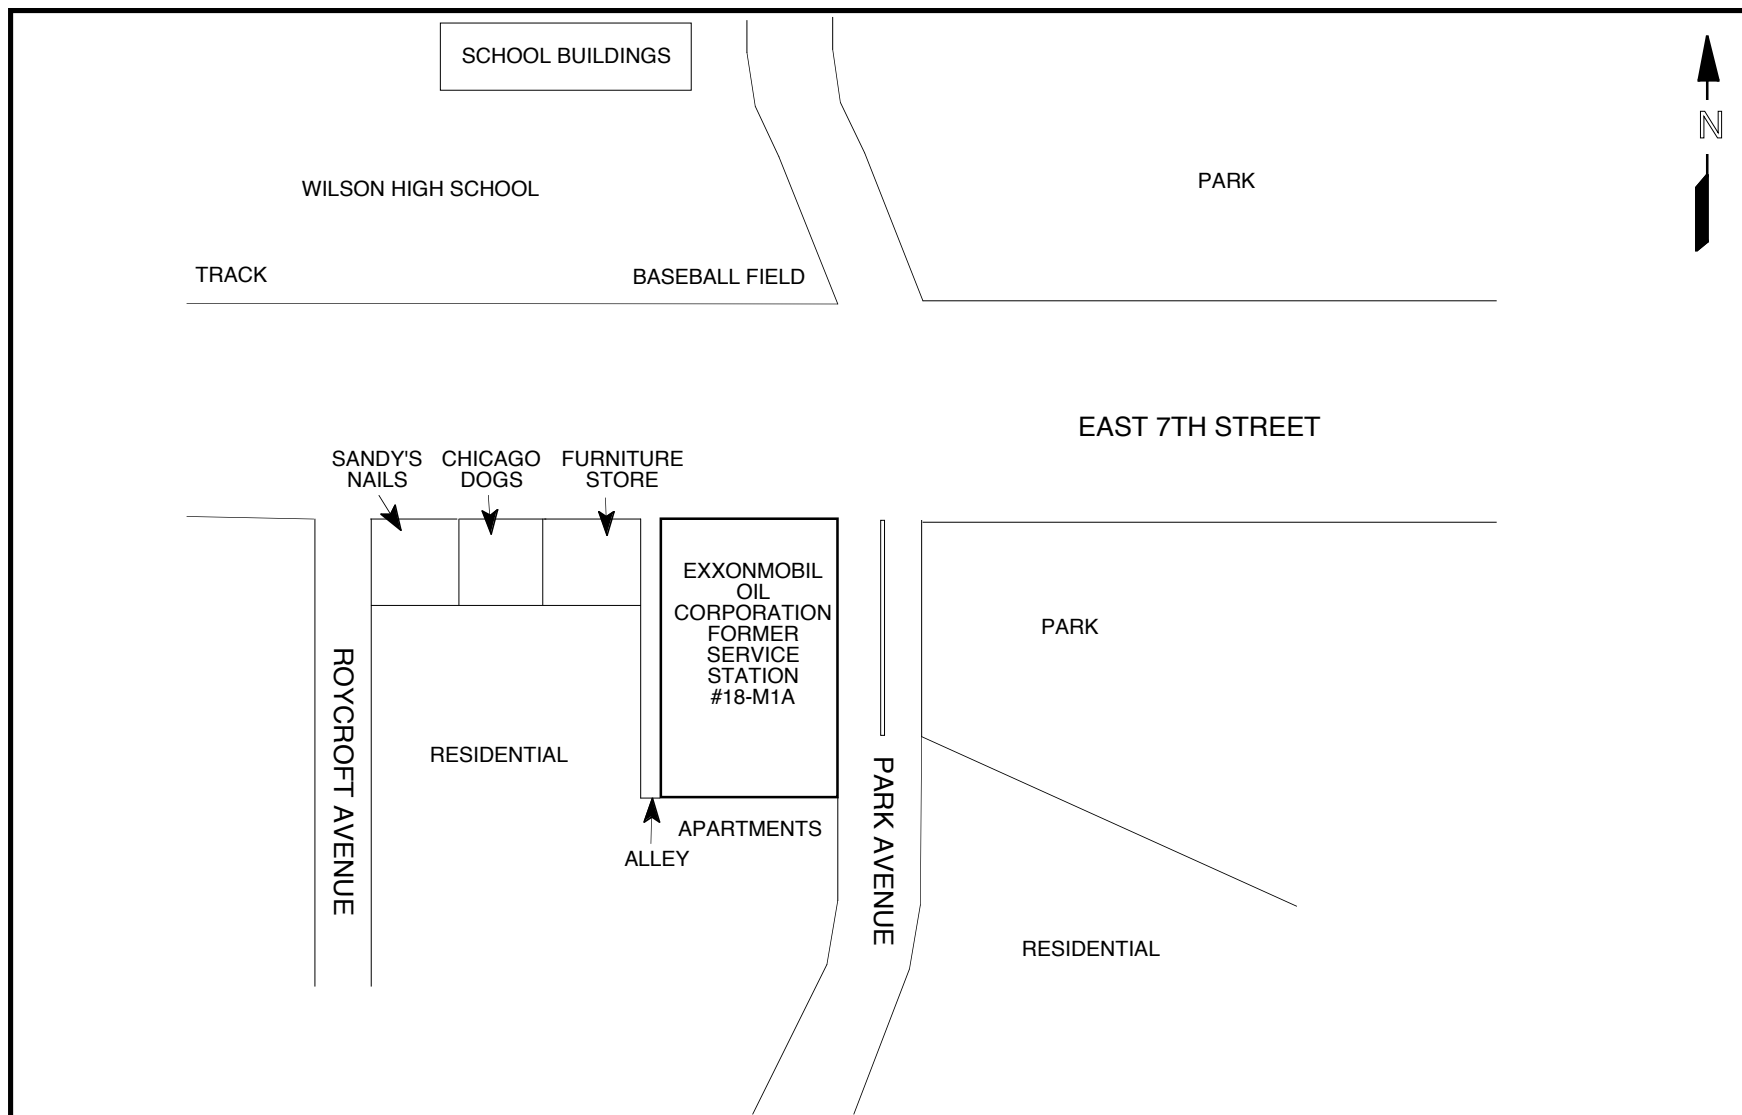 SCHOOL BUILDINGS
N
WILSON HIGH SCHOOL
PARK
TRACK
BASEBALL FIELD
EAST 7TH STREET
SANDY'S
NAILS
CHICAGO
DOGS
FURNITURE
STORE
EXXONMOBIL
OIL
CORPORATION
FORMER
SERVICE
STATION
#18-M1A
PARK
ROYCROFT AVENUE
RESIDENTIAL
PARK AVENUE
APARTMENTS
ALLEY
RESIDENTIAL